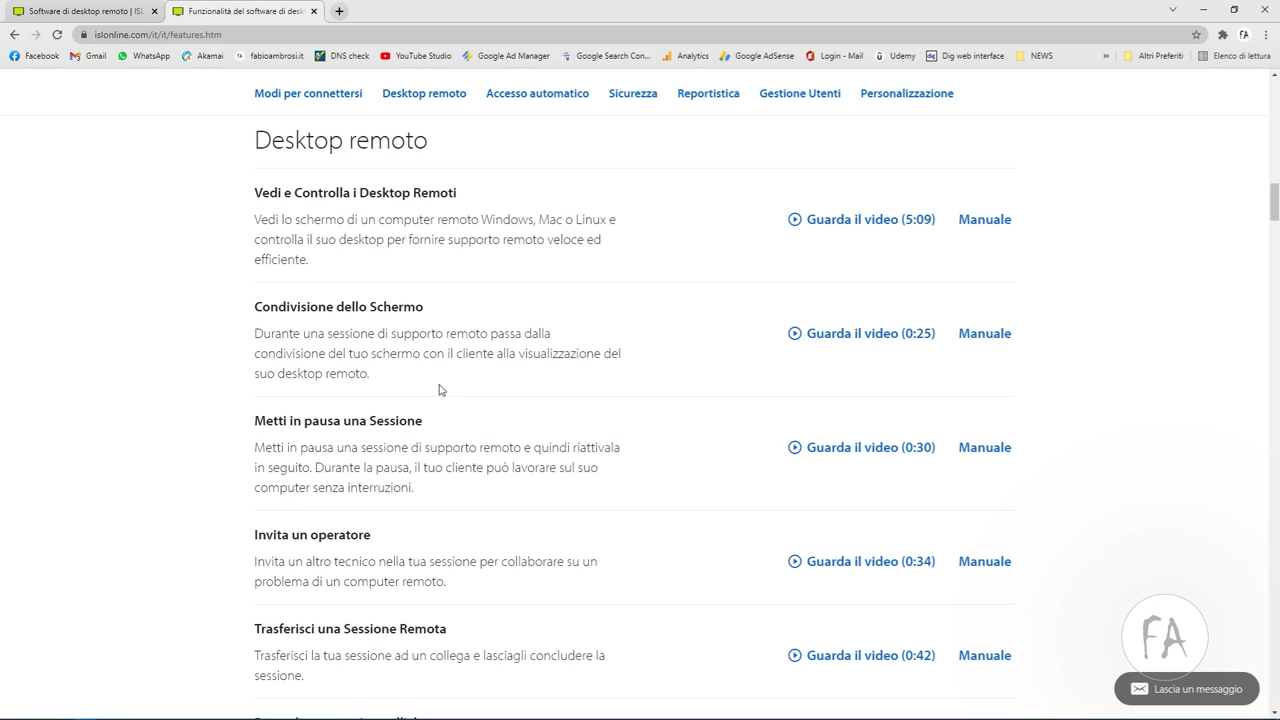 Software di desktop remoto | ISL
Funzionalità del software di desk
islonline.com/it/it/features.htm
Facebook
Gmail
WhatsApp
Akamai
fabioambrosi.it
DNS check
YouTube Studio
Google Ad Manager
Google Search Con...
Analytics
Google AdSense
Login - Mail
Udemy
Dig web interface
NEWS
»
Altri Preferiti
Elenco di lettura
Modi per connettersi
Desktop remoto
Accesso automatico
Sicurezza
Reportistica
Gestione Utenti
Personalizzazione
Desktop remoto
Vedi e Controlla i Desktop Remoti
Vedi lo schermo di un computer remoto Windows, Mac o Linux e
controlla il suo desktop per fornire supporto remoto veloce ed
efficiente.
Guarda il video (5:09)
Manuale
Condivisione dello Schermo
Durante una sessione di supporto remoto passa dalla
condivisione del tuo schermo con il cliente alla visualizzazione del
suo desktop remoto.
Guarda il video (0:25)
Manuale
Metti in pausa una Sessione
Metti in pausa una sessione di supporto remoto e quindi riattivala
in seguito. Durante la pausa, il tuo cliente può lavorare sul suo
computer senza interruzioni.
Guarda il video (0:30)
Manuale
Invita un operatore
Invita un altro tecnico nella tua sessione per collaborare su un
problema di un computer remoto.
Guarda il video (0:34)
Manuale
Trasferisci una Sessione Remota
Trasferisci la tua sessione ad un collega e lasciagli concludere la
sessione.
Guarda il video (0:42)
Manuale
FA
Lascia un messaggio